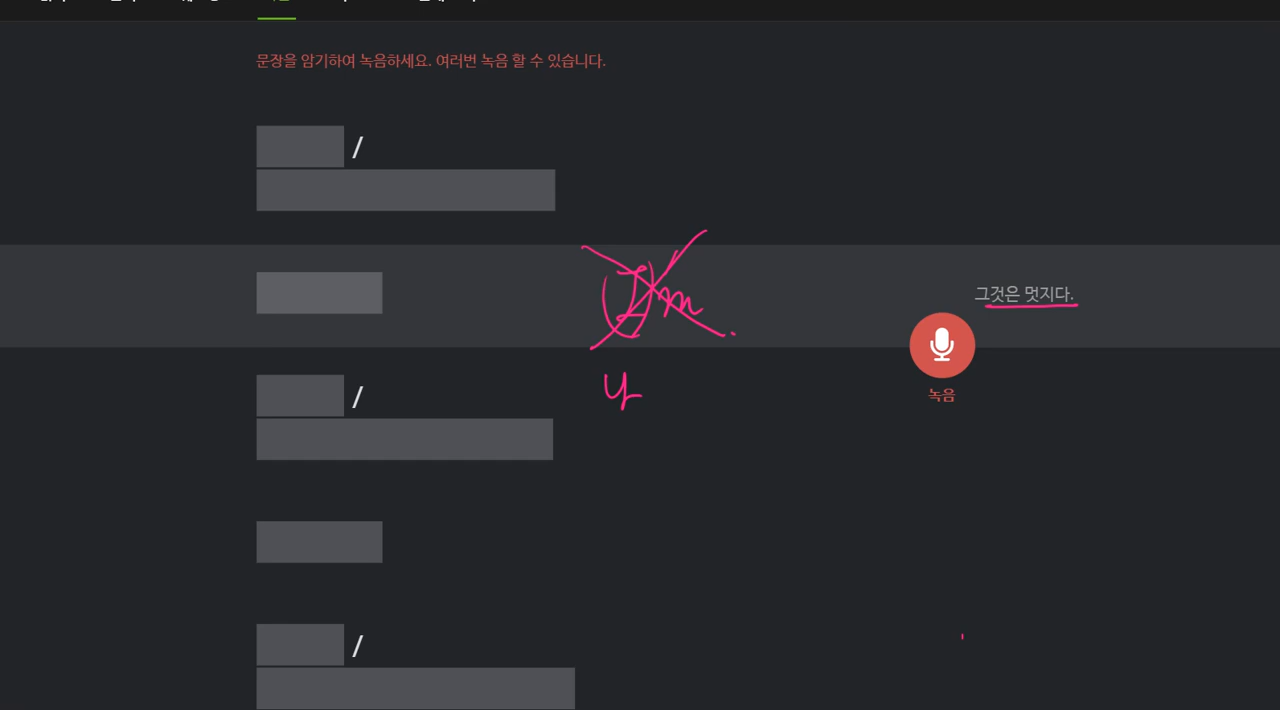 문장을 암기하여 녹음하세요. 여러번 녹음 할 수 있습니다.
/
I'm
그것은 멋지다.
나
녹음
/
/